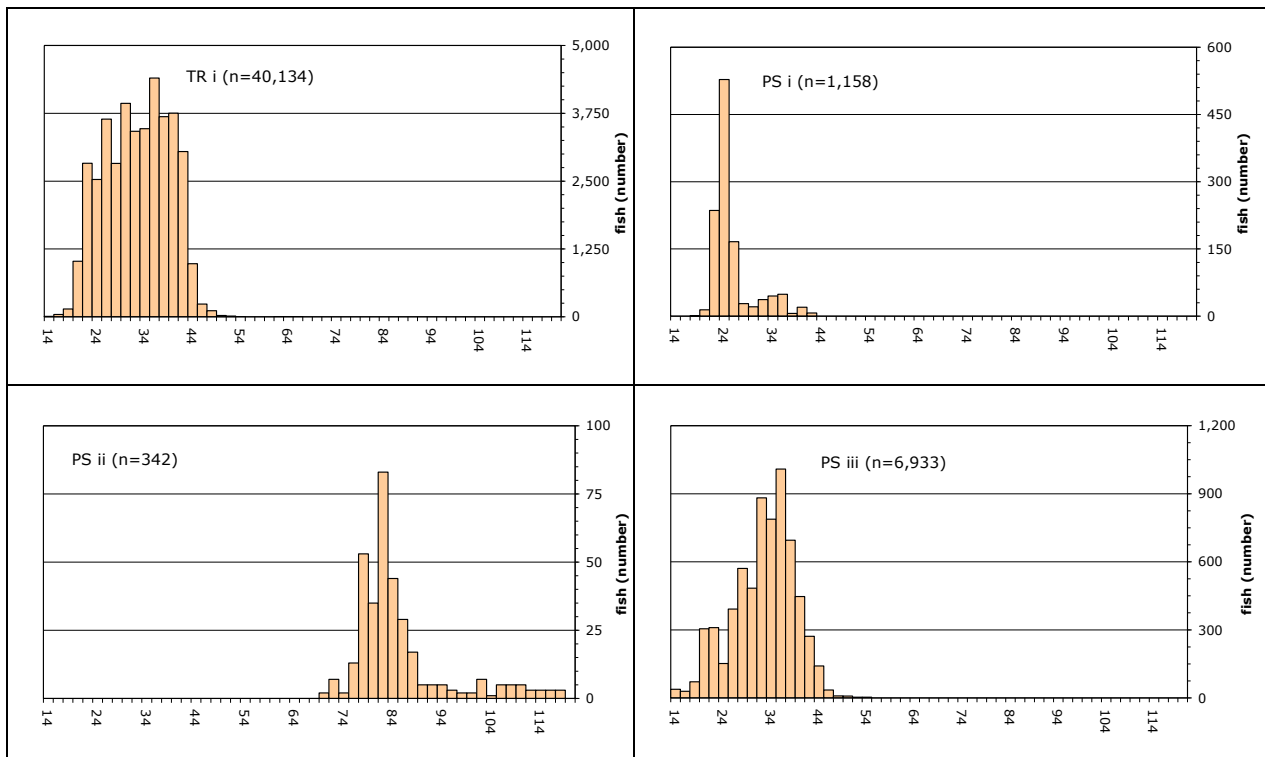 TR i (n=40,134)
5,000
3,750
2,500
1,250
0
fish (number)
14 24 34 44 54 64 74 84 94 104 114
PS i (n=1,158)
600
450
300
150
0
fish (number)
14 24 34 44 54 64 74 84 94 104 114
PS ii (n=342)
100
75
50
25
0
fish (number)
14 24 34 44 54 64 74 84 94 104 114
PS iii (n=6,933)
1,200
900
600
300
0
fish (number)
14 24 34 44 54 64 74 84 94 104 114